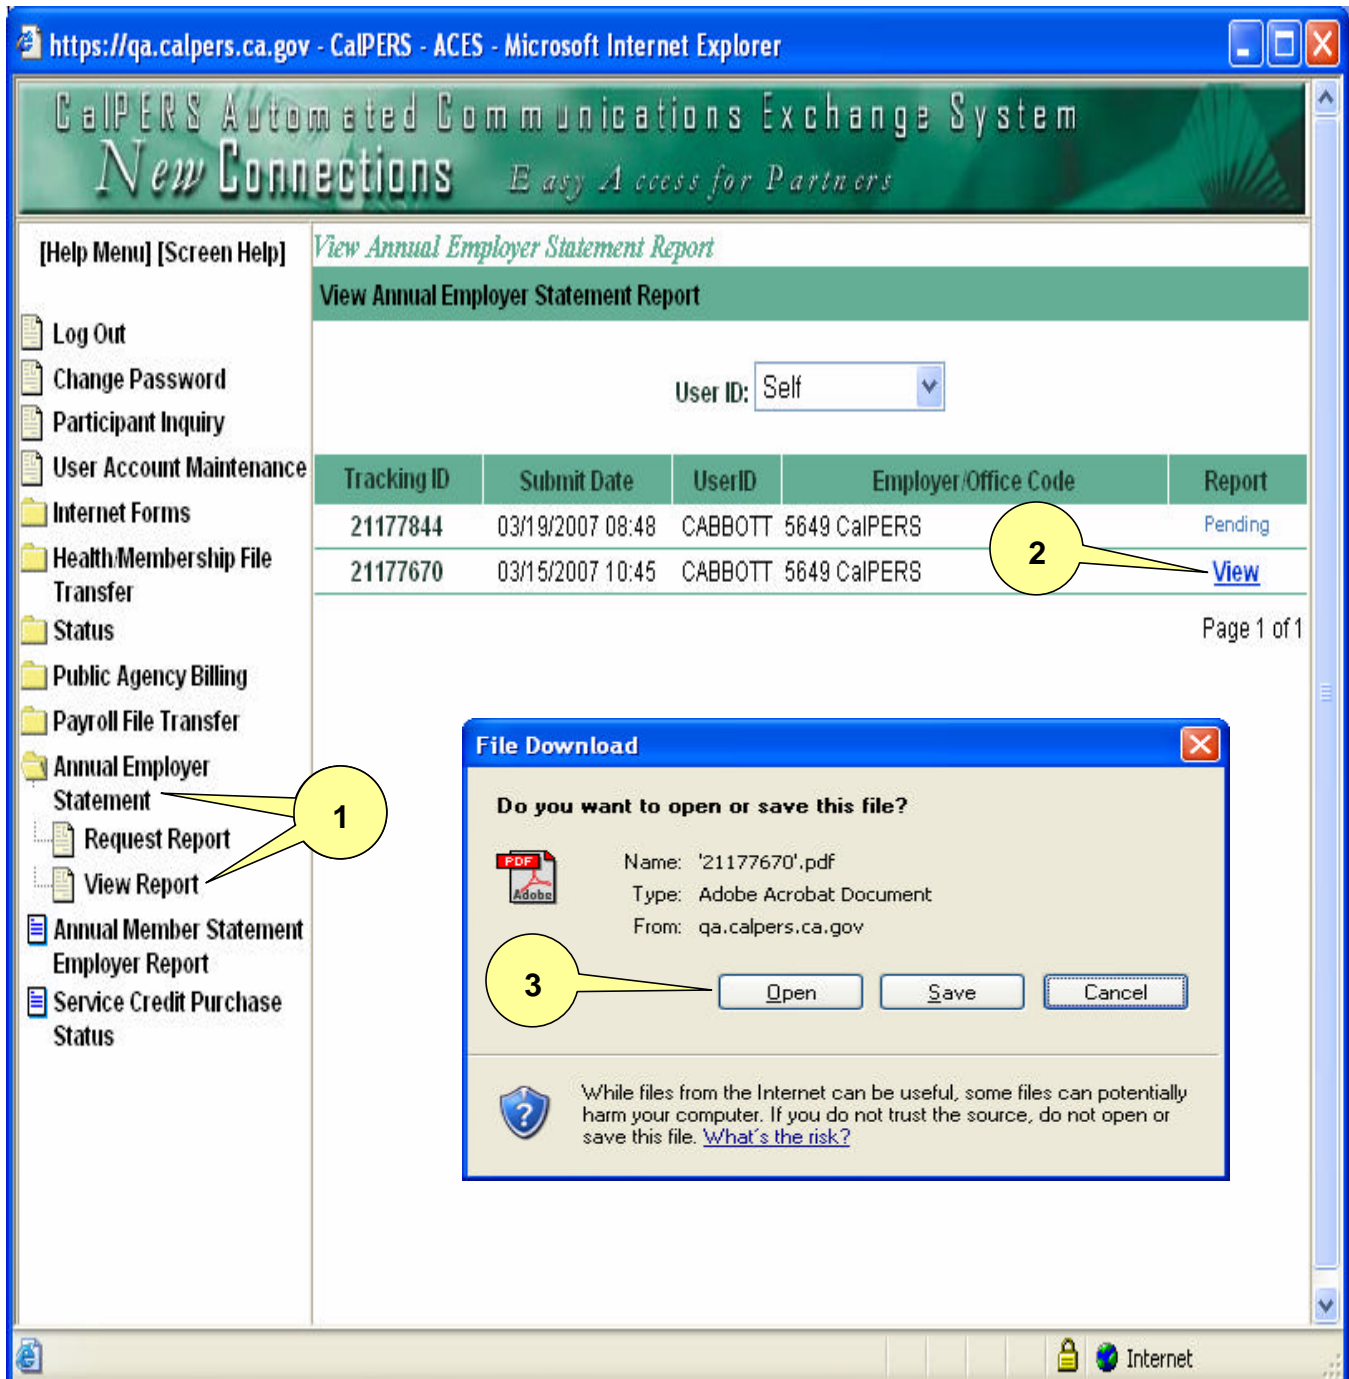 https://qa.calpers.ca.gov - CalPERS - ACES - Microsoft Internet Explorer
CalPERS Automated Communications Exchange System
New Connections Easy Access for Partners
[Help Menu] [Screen Help]
Log Out
Change Password
Participant Inquiry
User Account Maintenance
Internet Forms
Health/Membership File
Transfer
Status
Public Agency Billing
Payroll File Transfer
Annual Employer
Statement
Request Report
View Report
Annual Member Statement
Employer Report
Service Credit Purchase
Status
1
View Annual Employer Statement Report
View Annual Employer Statement Report
User ID: Self
Tracking ID Submit Date UserID Employer/Office Code Report
21177844 03/19/2007 08:48 CABBOTT 5649 CalPERS Pending
21177670 03/15/2007 10:45 CABBOTT 5649 CalPERS View
2
Page 1 of 1
File Download
Do you want to open or save this file?
PDF
Adobe
Name: '21177670'.pdf
Type: Adobe Acrobat Document
From: qa.calpers.ca.gov
3
Open Save Cancel
While files from the Internet can be useful, some files can potentially
harm your computer. If you do not trust the source, do not open or
save this file. What's the risk?
Internet